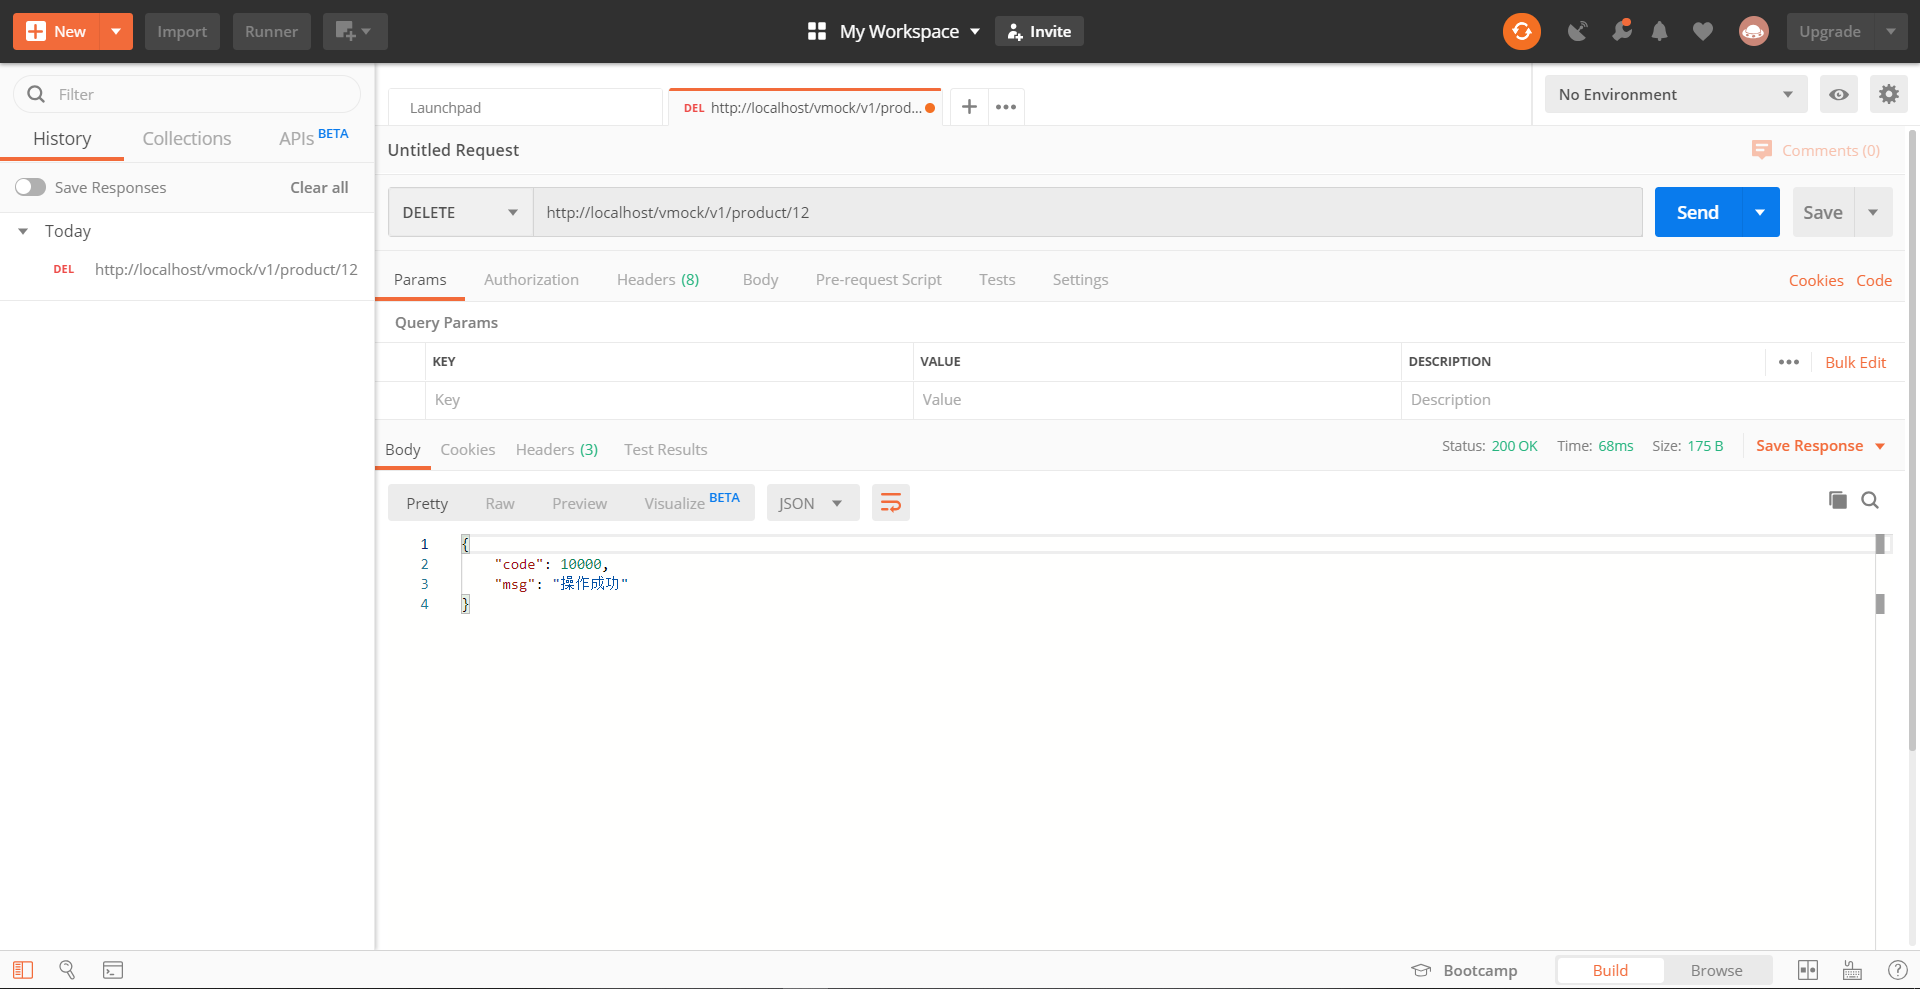 New
Import
Runner
My Workspace
Invite
Upgrade
Filter
History
Collections
APIs BETA
Save Responses
Clear all
Today
DEL http://localhost/vmock/v1/product/12
Launchpad
DEL http://localhost/vmock/v1/prod...
No Environment
Untitled Request
Comments (0)
DELETE
http://localhost/vmock/v1/product/12
Send
Save
Params
Authorization
Headers (8)
Body
Pre-request Script
Tests
Settings
Cookies
Code
Query Params
KEY
VALUE
DESCRIPTION
Bulk Edit
Key
Value
Description
Body
Cookies
Headers (3)
Test Results
Status: 200 OK
Time: 68ms
Size: 175 B
Save Response
Pretty
Raw
Preview
Visualize BETA
JSON
1 {
2 "code": 10000,
3 "msg": "操作成功"
4 }
Bootcamp
Build
Browse